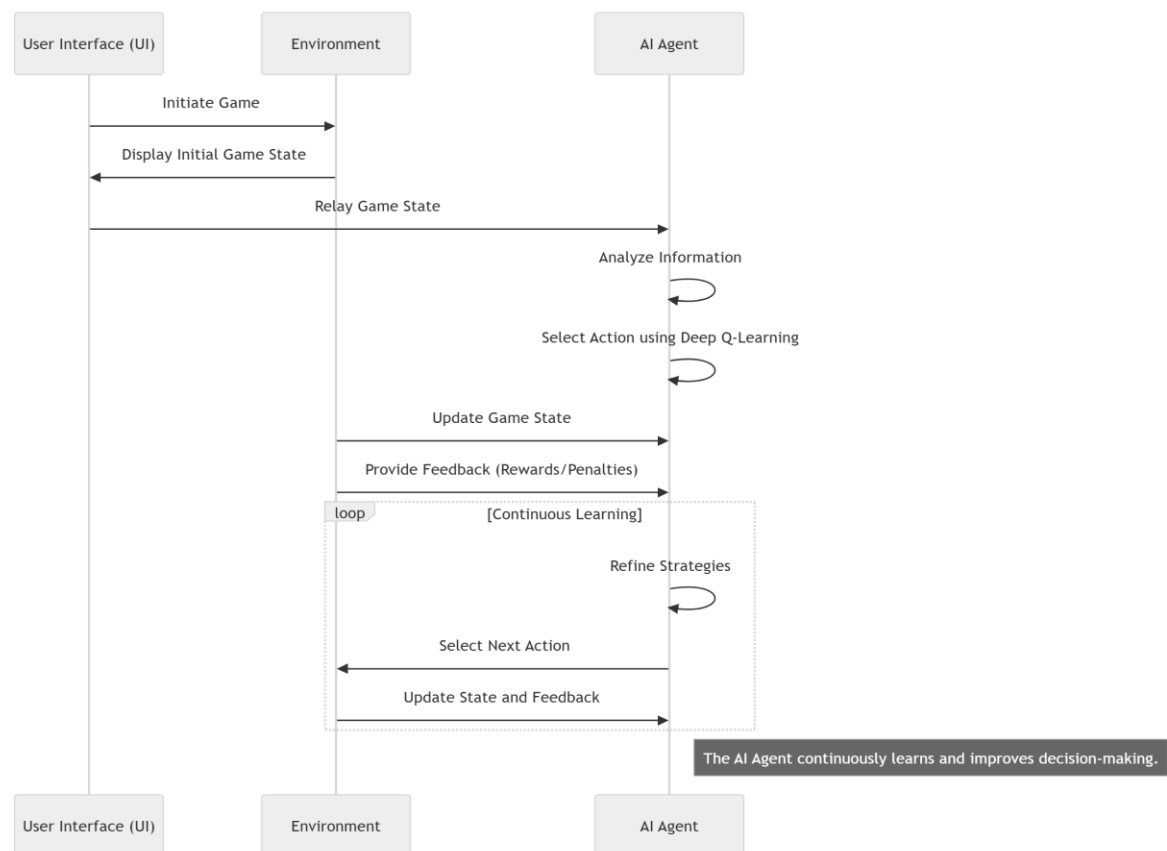 User Interface (UI)
Environment
AI Agent
Initiate Game
Display Initial Game State
Relay Game State
Analyze Information
Select Action using Deep Q-Learning
Update Game State
Provide Feedback (Rewards/Penalties)
loop
[Continuous Learning]
Refine Strategies
Select Next Action
Update State and Feedback
The AI Agent continuously learns and improves decision-making.
User Interface (UI)
Environment
AI Agent